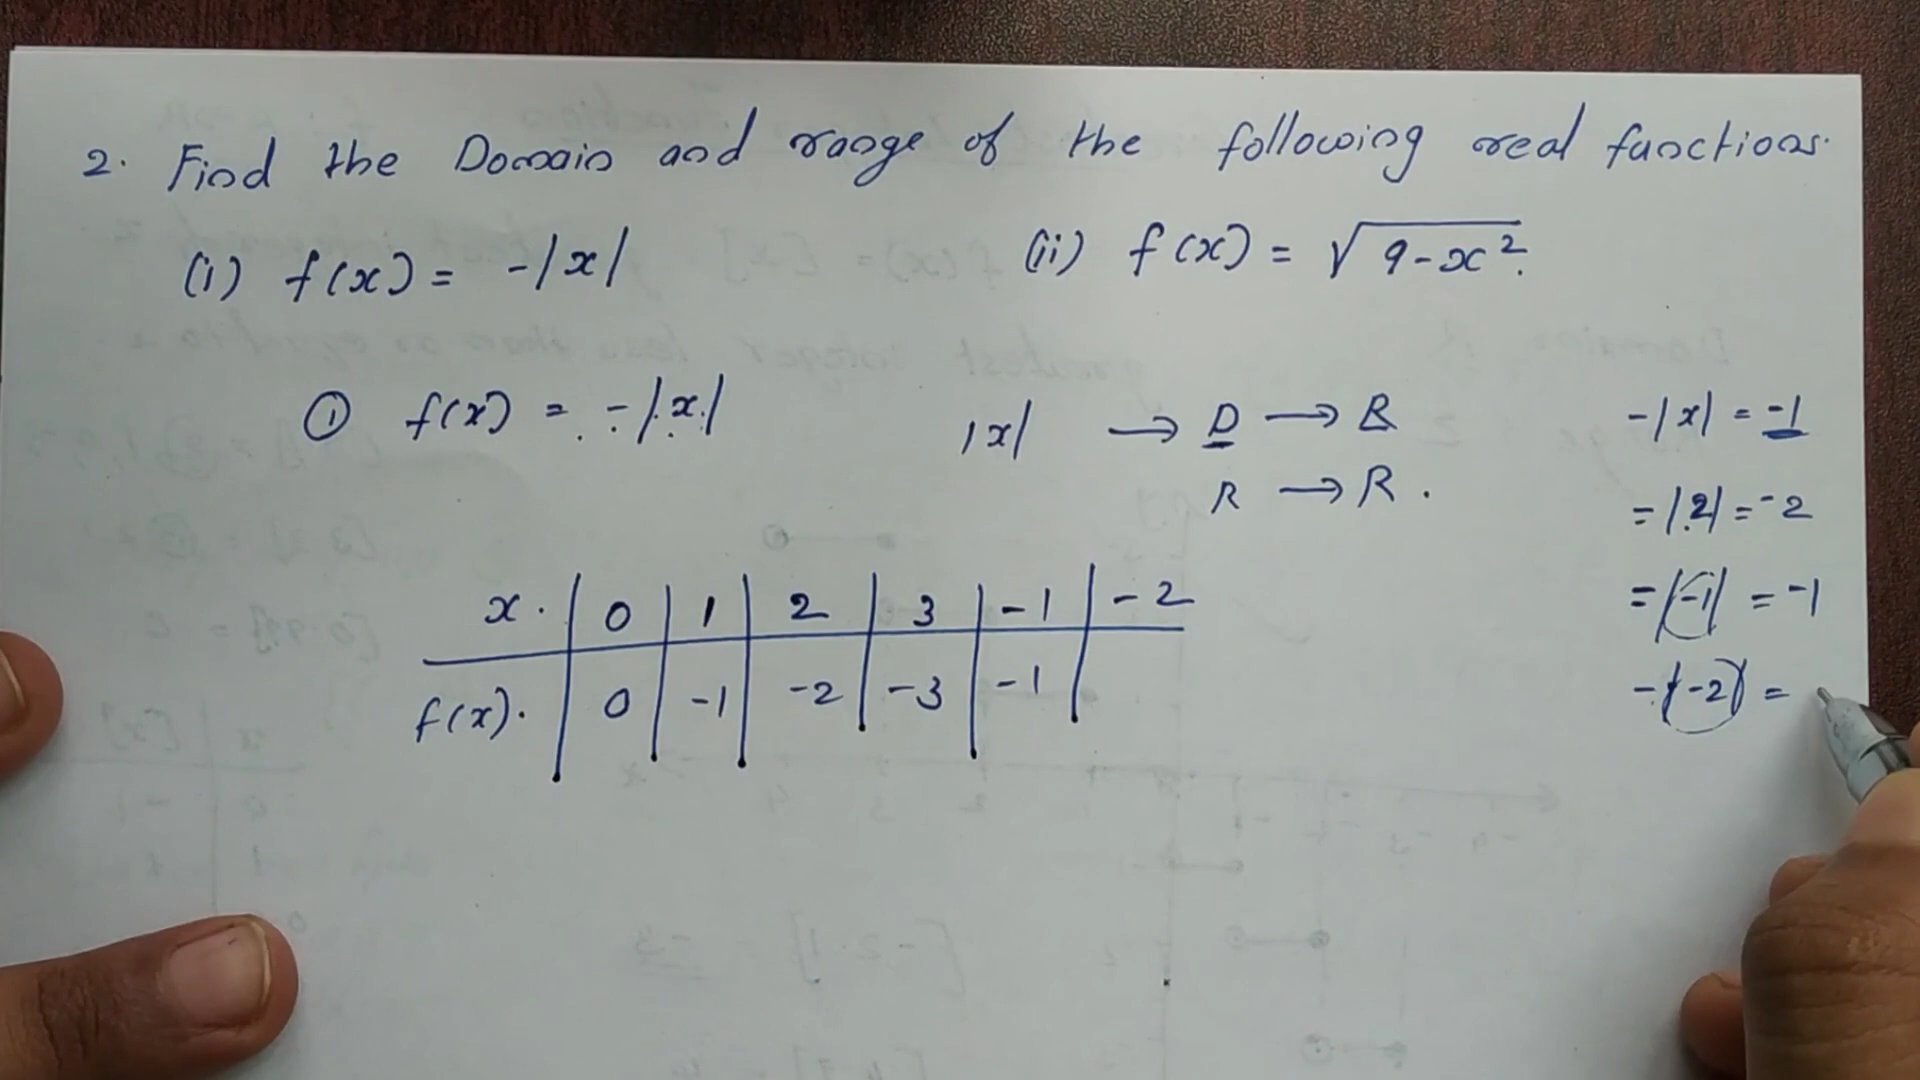 2. Find the Domain and range of the following real functions.
(i) f(x) = -|x| (ii) f(x) = √9-x².
① f(x) = -|x| |x| → D → R -|x| = -1
R → R. =|2| = -2
x. 0 1 2 3 -1 -2 =|-1| = -1
f(x). 0 -1 -2 -3 -1 -|-2| =